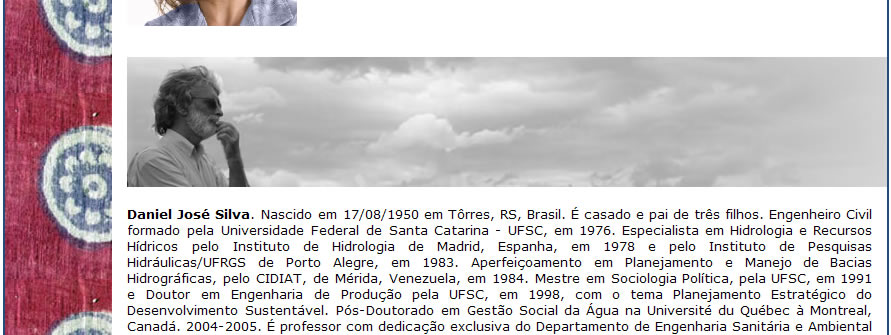 Daniel José Silva. Nascido em 17/08/1950 em Tôrres, RS, Brasil. É casado e pai de três filhos. Engenheiro Civil
formado pela Universidade Federal de Santa Catarina - UFSC, em 1976. Especialista em Hidrologia e Recursos
Hídricos pelo Instituto de Hidrologia de Madrid, Espanha, em 1978 e pelo Instituto de Pesquisas
Hidráulicas/UFRGS de Porto Alegre, em 1983. Aperfeiçoamento em Planejamento e Manejo de Bacias
Hidrográficas, pelo CIDIAT, de Mérida, Venezuela, em 1984. Mestre em Sociologia Política, pela UFSC, em 1991
e Doutor em Engenharia de Produção pela UFSC, em 1998, com o tema Planejamento Estratégico do
Desenvolvimento Sustentável. Pós-Doutorado em Gestão Social da Água na Université du Québec à Montreal,
Canadá. 2004-2005. É professor com dedicação exclusiva do Departamento de Engenharia Sanitária e Ambiental